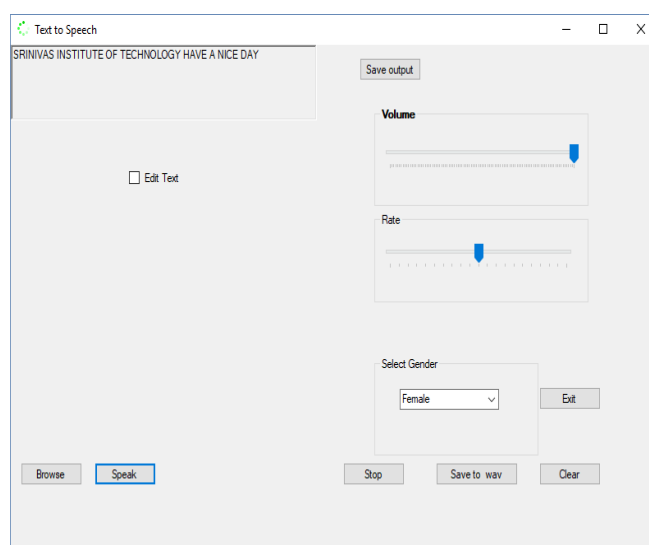 Text to Speech
SRINIVAS INSTITUTE OF TECHNOLOGY HAVE A NICE DAY
Save output
Volume
Edit Text
Rate
Select Gender
Female
Exit
Browse
Speak
Stop
Save to wav
Clear